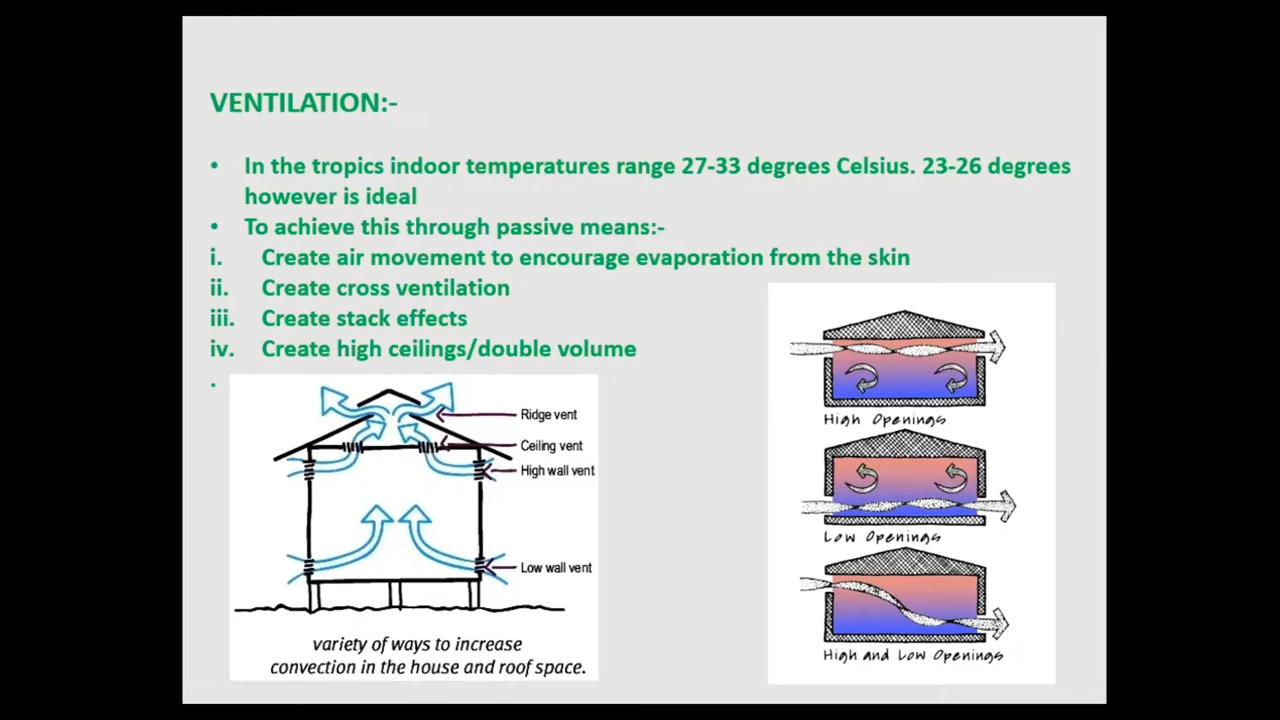 VENTILATION:-
• In the tropics indoor temperatures range 27-33 degrees Celsius. 23-26 degrees
however is ideal
• To achieve this through passive means:-
i. Create air movement to encourage evaporation from the skin
ii. Create cross ventilation
iii. Create stack effects
iv. Create high ceilings/double volume
.
Ridge vent
Ceiling vent
High wall vent
Low wall vent
variety of ways to increase
convection in the house and roof space.
High Openings
Low Openings
High and Low Openings